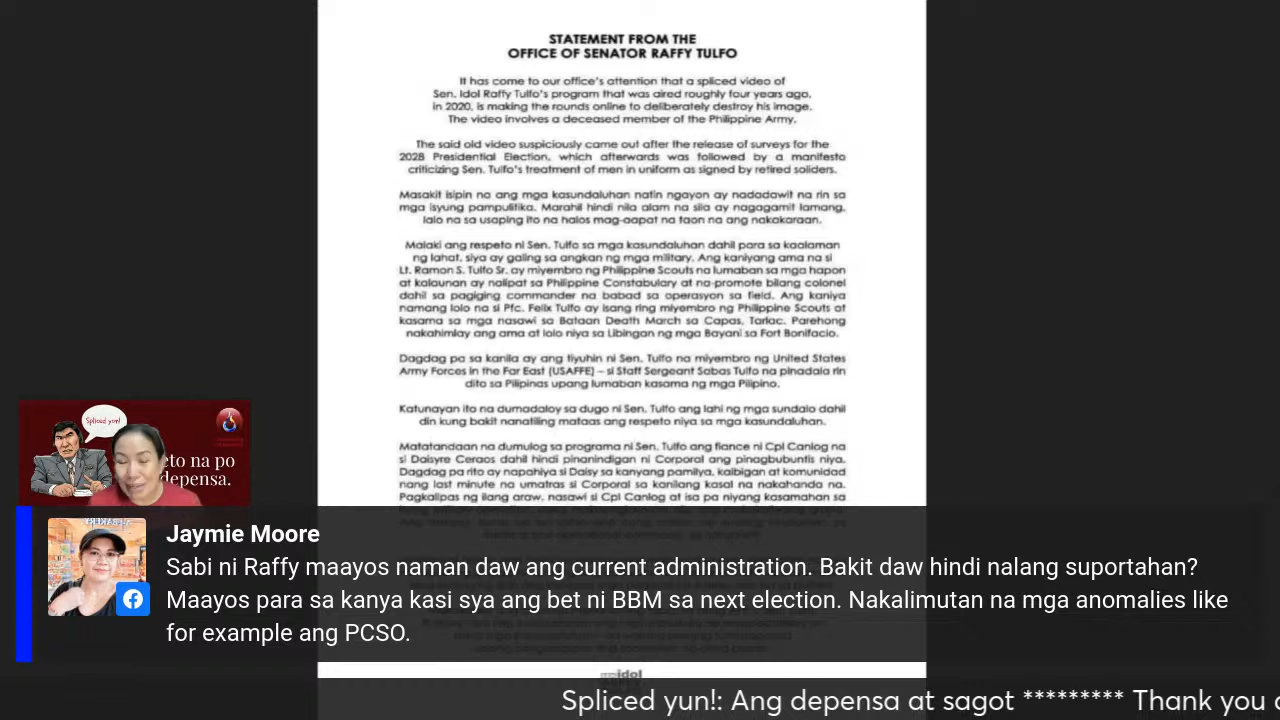 STATEMENT FROM THE
OFFICE OF SENATOR RAFFY TULFO
It has come to our office's attention that a spliced video of
Sen. Idol Raffy Tulfo's program that was aired roughly four years ago,
in 2020, is making the rounds online to deliberately destroy his image.
The video involves a deceased member of the Philippine Army.
The said old video suspiciously came out after the release of surveys for the
2028 Presidential Election, which afterwards was followed by a manifesto
criticizing Sen. Tulfo's treatment of men in uniform as signed by retired soliders.
Masakit isipin na ang mga kasundaluhan natin ngayon ay nadadawit na rin sa
mga isyung pampulitika. Marahil hindi nila alam na sila ay nagagamit lamang,
lalo na sa usaping ito na halos mag-aapat na taon na ang nakakaraan.
Malaki ang respeto ni Sen. Tulfo sa mga kasundaluhan dahil para sa kaalaman
ng lahat, siya ay galing sa angkan ng mga military. Ang kaniyang ama na si
Lt. Ramon S. Tulfo Sr. ay miyembro ng Philippine Scouts na lumaban sa mga hapon
at kalaunan ay nalipat sa Philippine Constabulary at na-promote bilang colonel
dahil sa pagiging commander na babad sa operasyon sa field. Ang kaniya
namang lolo na si Pfc. Felix Tulfo ay isang ring miyembro ng Philippine Scouts at
kasama sa mga nasawi sa Bataan Death March sa Capas, Tarlac. Parehong
nakahimlay ang ama at lolo niya sa Libingan ng mga Bayani sa Fort Bonifacio.
Dagdag pa sa kanila ay ang tiyuhin ni Sen. Tulfo na miyembro ng United States
Army Forces in the Far East (USAFFE) – si Staff Sergeant Sabas Tulfo na pinadala rin
dito sa Pilipinas upang lumaban kasama ng mga Pilipino.
Katunayan ito na dumadaloy sa dugo ni Sen. Tulfo ang lahi ng mga sundalo dahil
din kung bakit nanatiling mataas ang respeto niya sa mga kasundaluhan.
Matatandaan na dumulog sa programa ni Sen. Tulfo ang fiance ni Cpl Canlog na
si Daisyre Ceraos dahil hindi pinanindigan ni Corporal ang pinagbubuntis niya.
Dagdag pa rito ay napahiya si Daisy sa kanyang pamilya, kaibigan at komunidad
nang last minute na umatras si Corporal sa kanilang kasal na nakahanda na.
Pagkalipas ng ilang araw, nasawi si Cpl Canlog at isa pa niyang kasamahan sa
Spliced yun!
eto na po
depensa.
Jaymie Moore
Sabi ni Raffy maayos naman daw ang current administration. Bakit daw hindi nalang suportahan?
Maayos para sa kanya kasi sya ang bet ni BBM sa next election. Nakalimutan na mga anomalies like
for example ang PCSO.
idol
Spliced yun!: Ang depensa at sagot ********* Thank you